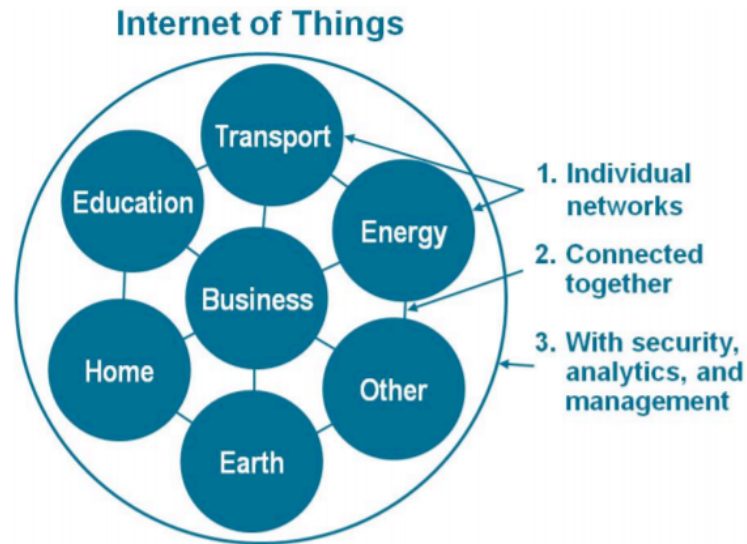 Internet of Things
Transport
Education
Energy
Business
Home
Other
Earth
1. Individual
networks
2. Connected
together
3. With security,
analytics, and
management